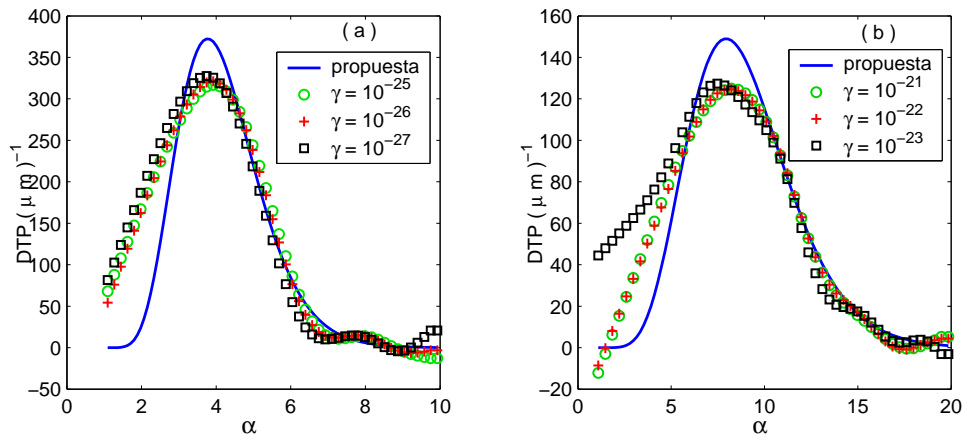 ( a )
400
350
300
250
200
150
100
50
0
−50
DTP ( μ m )⁻¹
propuesta
γ = 10⁻²⁵
γ = 10⁻²⁶
γ = 10⁻²⁷
0 2 4 6 8 10
α
( b )
160
140
120
100
80
60
40
20
0
−20
DTP ( μ m )⁻¹
propuesta
γ = 10⁻²¹
γ = 10⁻²²
γ = 10⁻²³
0 5 10 15 20
α